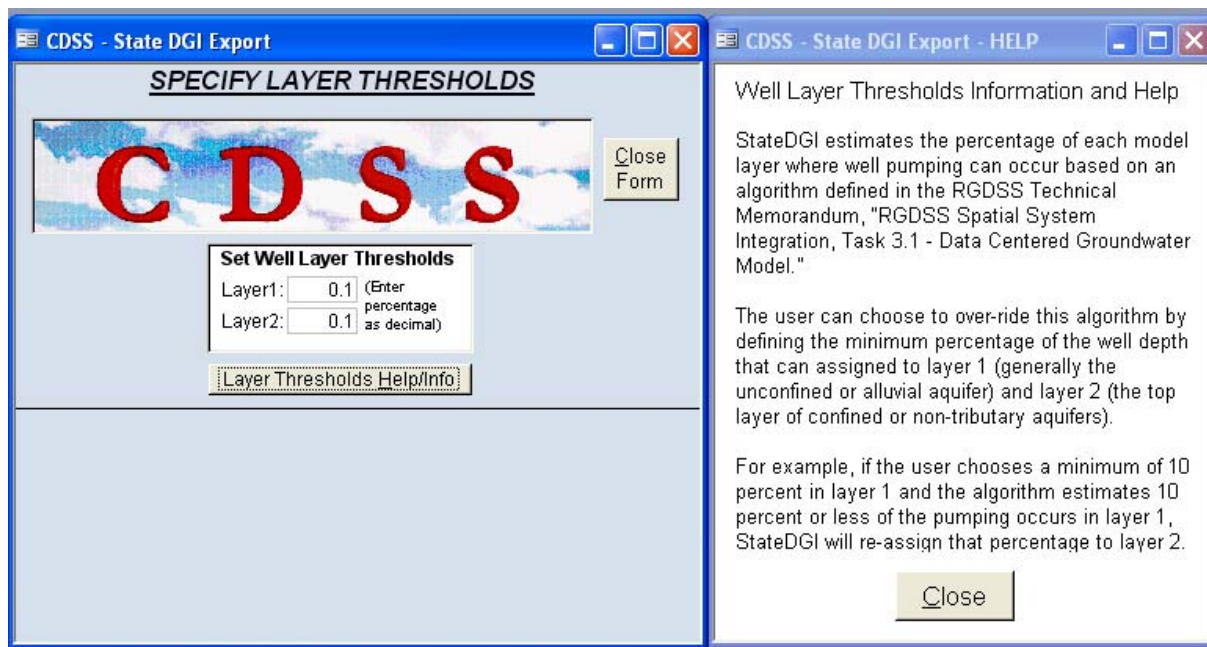 CDSS - State DGI Export
SPECIFY LAYER THRESHOLDS
CDSS
Close
Form
Set Well Layer Thresholds
Layer1: 0.1 (Enter
percentage
Layer2: 0.1 as decimal)
Layer Thresholds Help/Info
CDSS - State DGI Export - HELP
Well Layer Thresholds Information and Help
StateDGI estimates the percentage of each model
layer where well pumping can occur based on an
algorithm defined in the RGDSS Technical
Memorandum, "RGDSS Spatial System
Integration, Task 3.1 - Data Centered Groundwater
Model."
The user can choose to over-ride this algorithm by
defining the minimum percentage of the well depth
that can assigned to layer 1 (generally the
unconfined or alluvial aquifer) and layer 2 (the top
layer of confined or non-tributary aquifers).
For example, if the user chooses a minimum of 10
percent in layer 1 and the algorithm estimates 10
percent or less of the pumping occurs in layer 1,
StateDGI will re-assign that percentage to layer 2.
Close